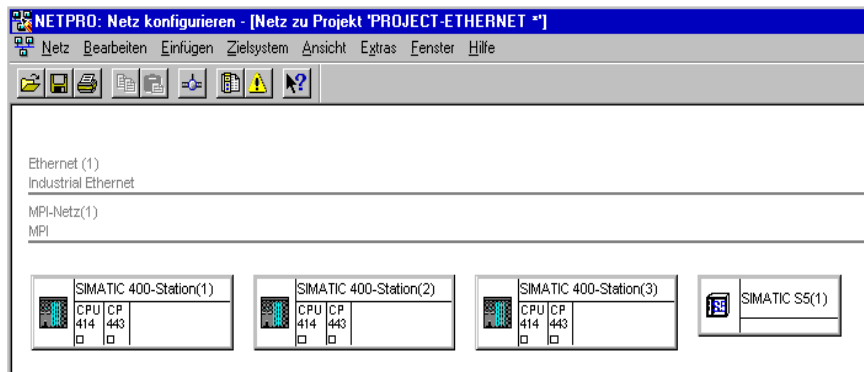 NETPRO: Netz konfigurieren - [Netz zu Projekt 'PROJECT-ETHERNET *']
Netz Bearbeiten Einfügen Zielsystem Ansicht Extras Fenster Hilfe
Ethernet (1)
Industrial Ethernet
MPI-Netz(1)
MPI
SIMATIC 400-Station(1)
CPU CP
414 443
SIMATIC 400-Station(2)
CPU CP
414 443
SIMATIC 400-Station(3)
CPU CP
414 443
SIMATIC S5(1)